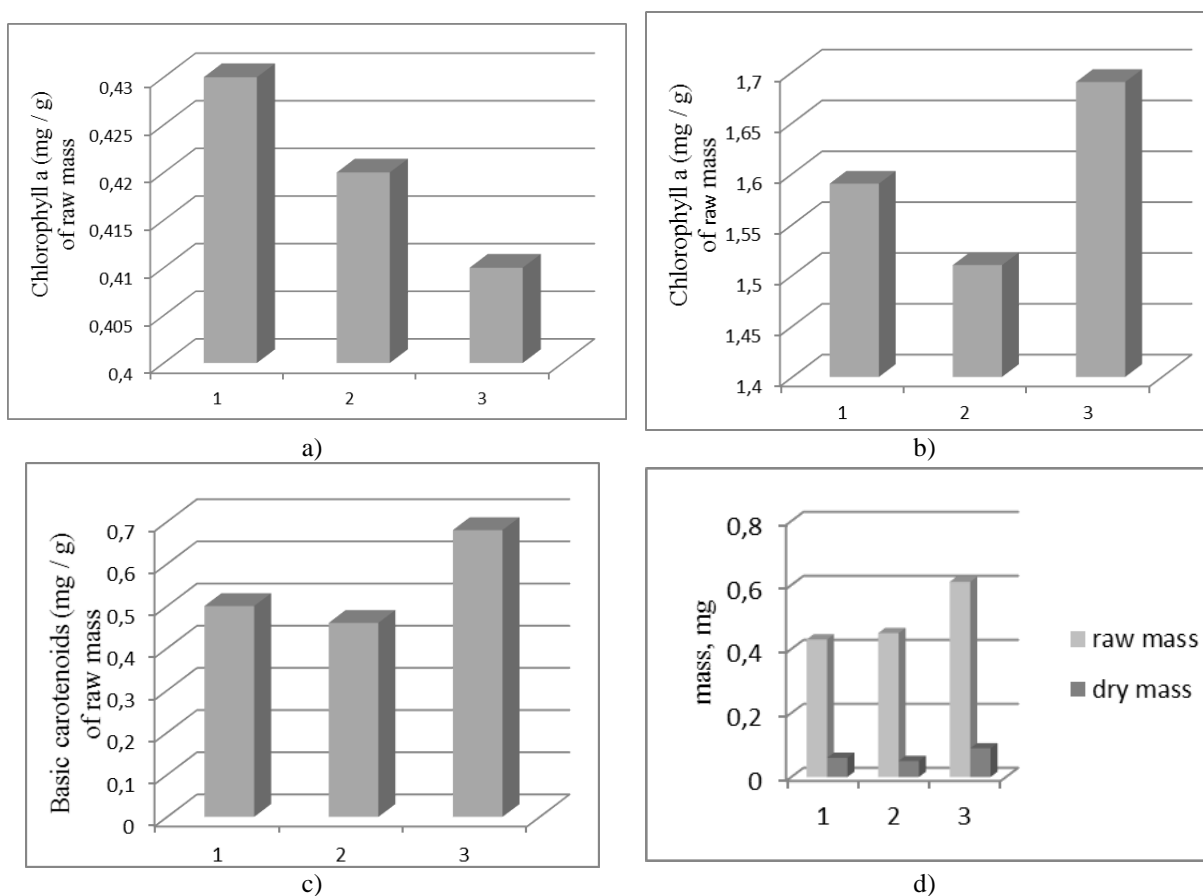 Chlorophyll a (mg / g)
of raw mass
0,43
0,425
0,42
0,415
0,41
0,405
0,4
1 2 3
a)
Chlorophyll a (mg / g)
of raw mass
1,7
1,65
1,6
1,55
1,5
1,45
1,4
1 2 3
b)
Basic carotenoids (mg / g)
of raw mass
0,7
0,6
0,5
0,4
0,3
0,2
0,1
0
1 2 3
c)
mass, mg
0,8
0,6
0,4
0,2
0
1 2 3
raw mass
dry mass
d)